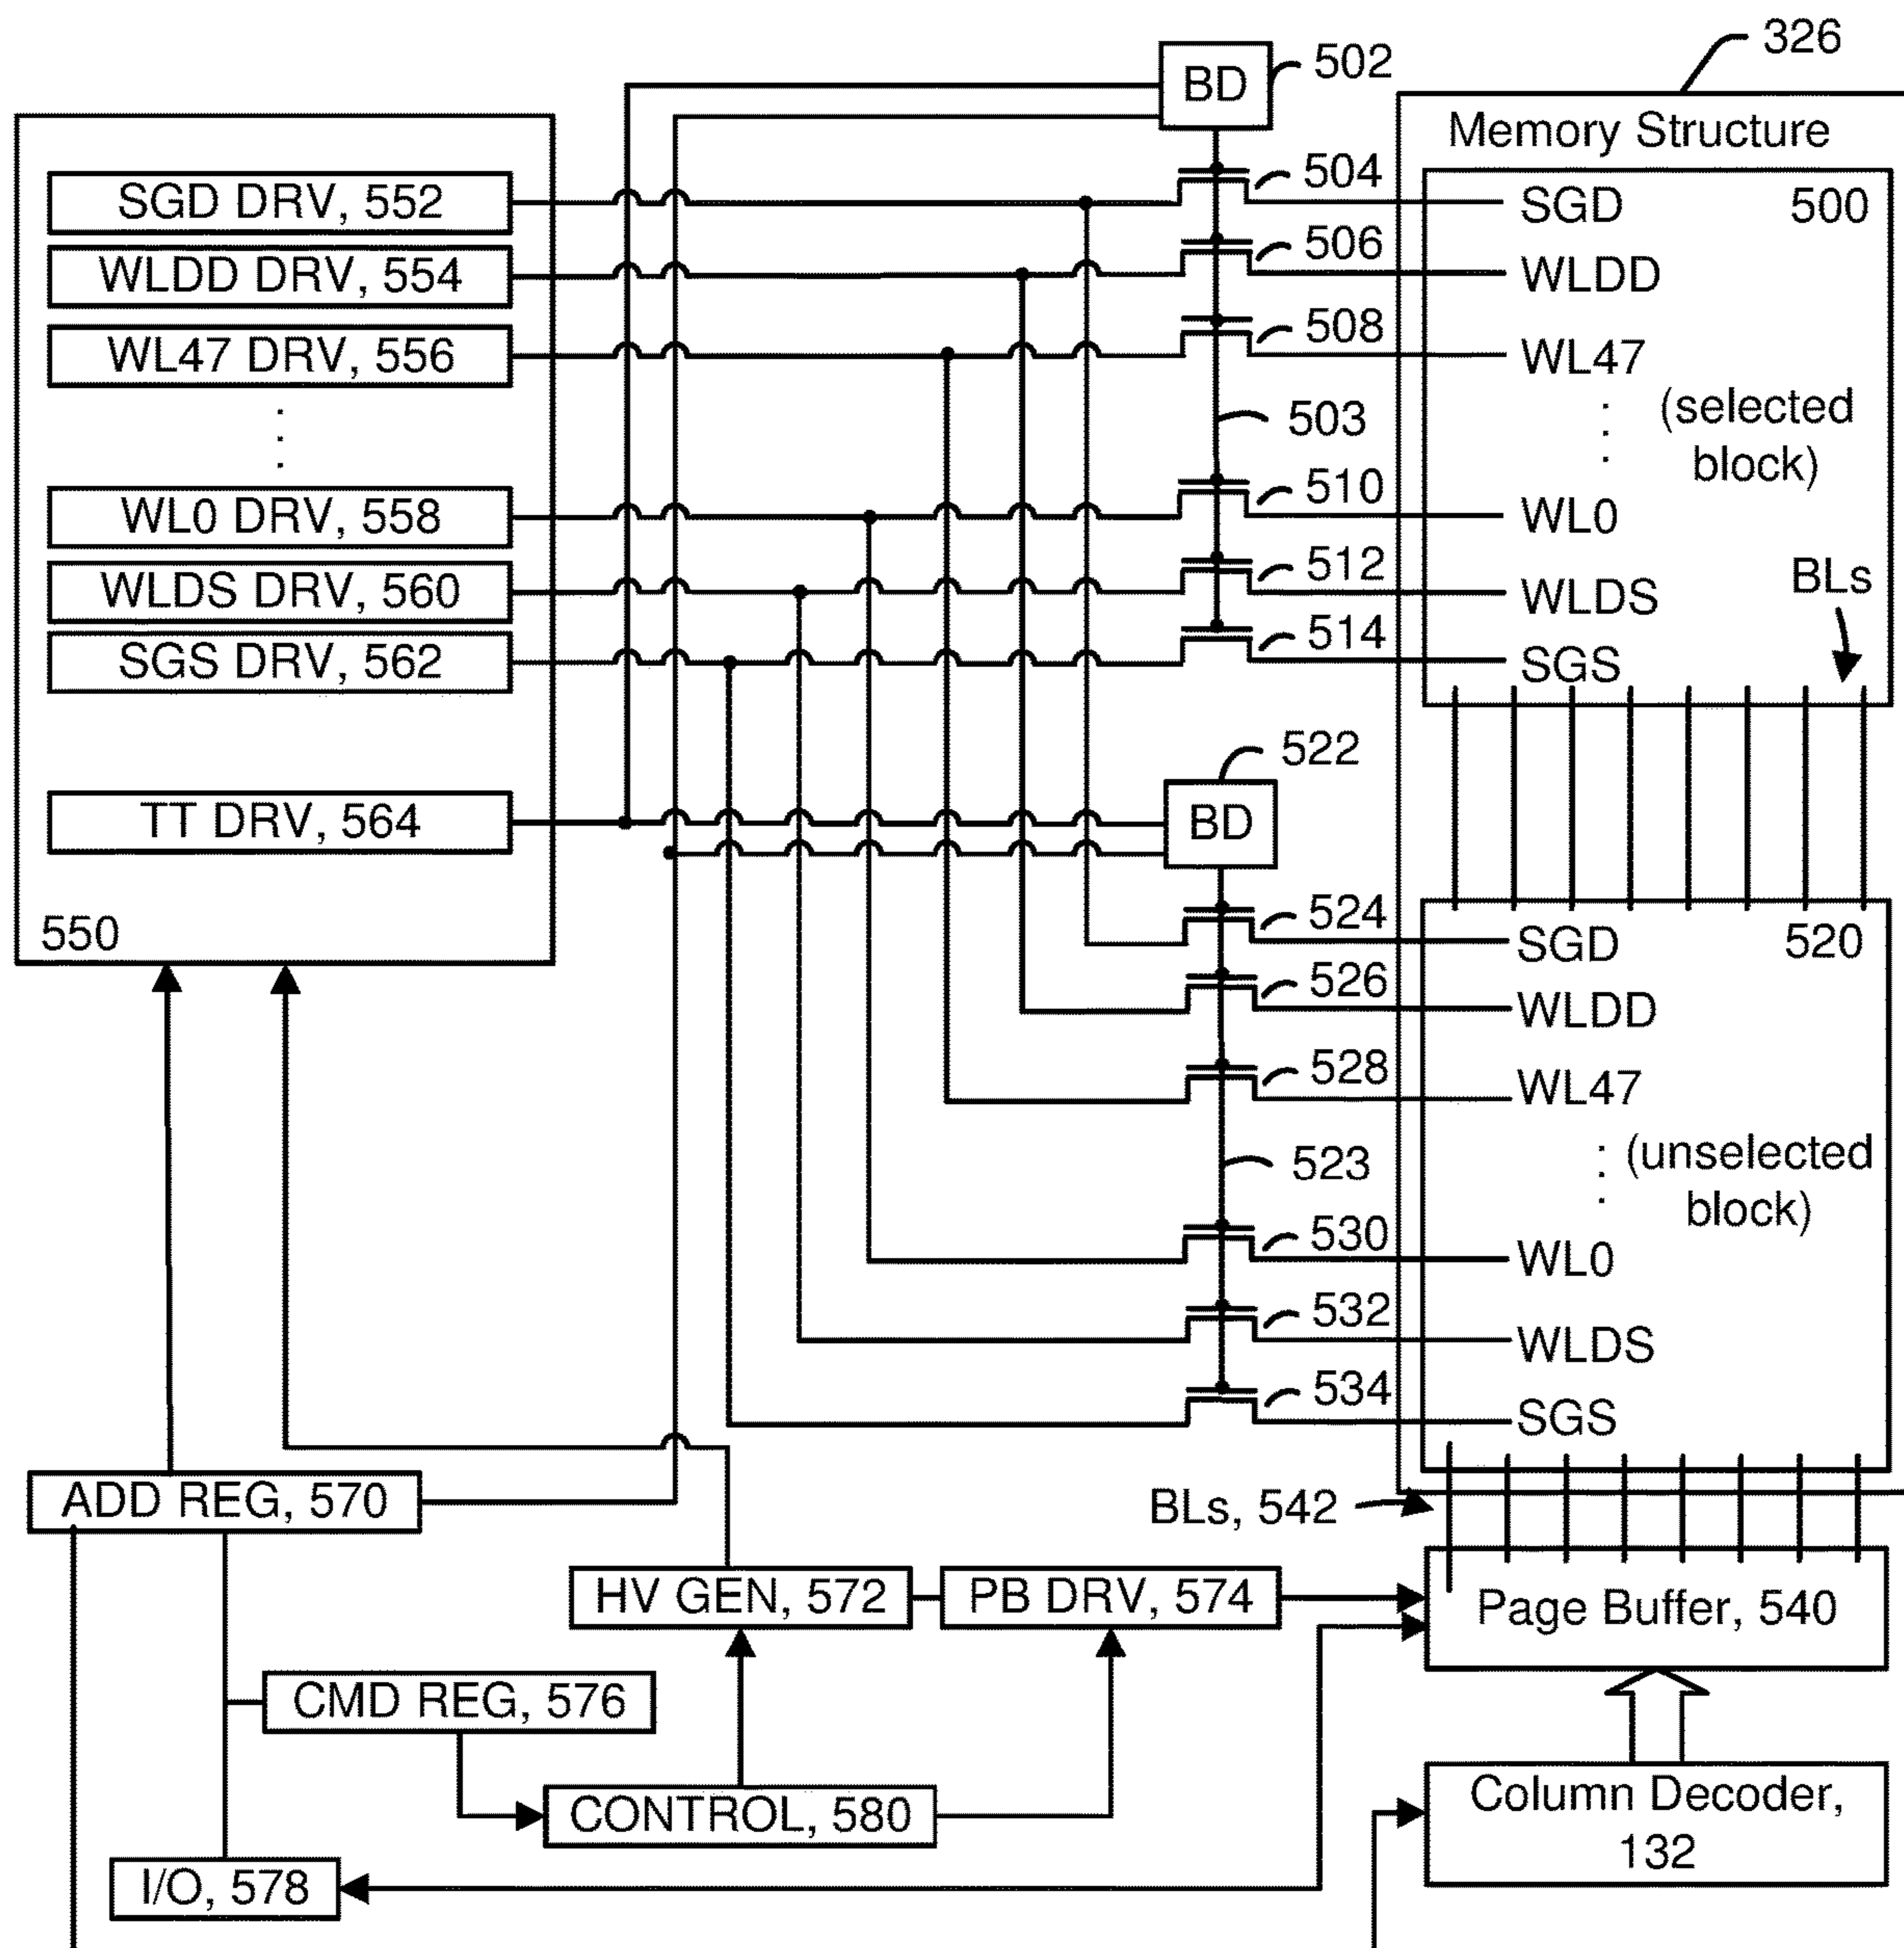 326
BD
502
Memory Structure
SGD DRV, 552
504
SGD
500
WLDD DRV, 554
506
WLDD
WL47 DRV, 556
508
WL47
503
(selected
block)
WL0 DRV, 558
510
WL0
WLDS DRV, 560
512
WLDS
BLs
SGS DRV, 562
514
SGS
522
TT DRV, 564
BD
550
524
SGD
520
526
WLDD
528
WL47
523
(unselected
block)
530
WL0
532
WLDS
534
SGS
ADD REG, 570
BLs, 542
HV GEN, 572
PB DRV, 574
Page Buffer, 540
CMD REG, 576
CONTROL, 580
Column Decoder,
132
I/O, 578